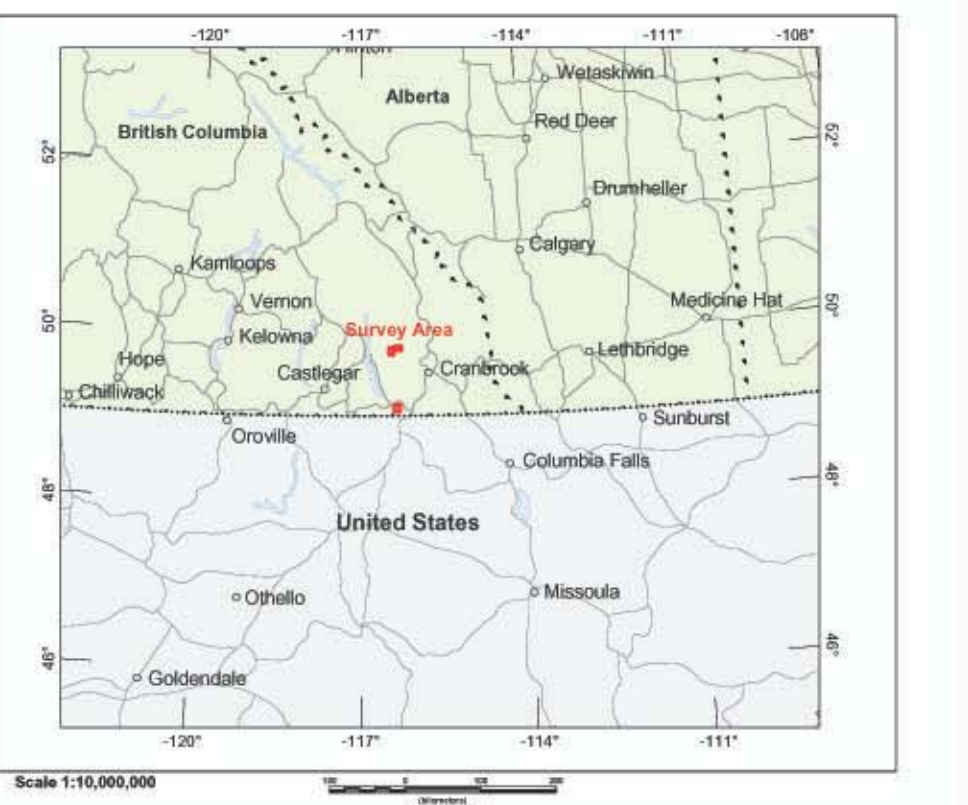 -120° -117° -114° -111° -108°
Hinton
Wetaskiwin
Alberta
Red Deer
British Columbia
52° 52°
Drumheller
Calgary
Kamloops
Medicine Hat
Vernon
50° 50°
Survey Area
Kelowna
Lethbridge
Hope
Castlegar
Cranbrook
Chilliwack
Sunburst
Oroville
Columbia Falls
48° 48°
United States
Missoula
Othello
46° 46°
Goldendale
-120° -117° -114° -111°
Scale 1:10,000,000
100 0 100 200
(kilometers)